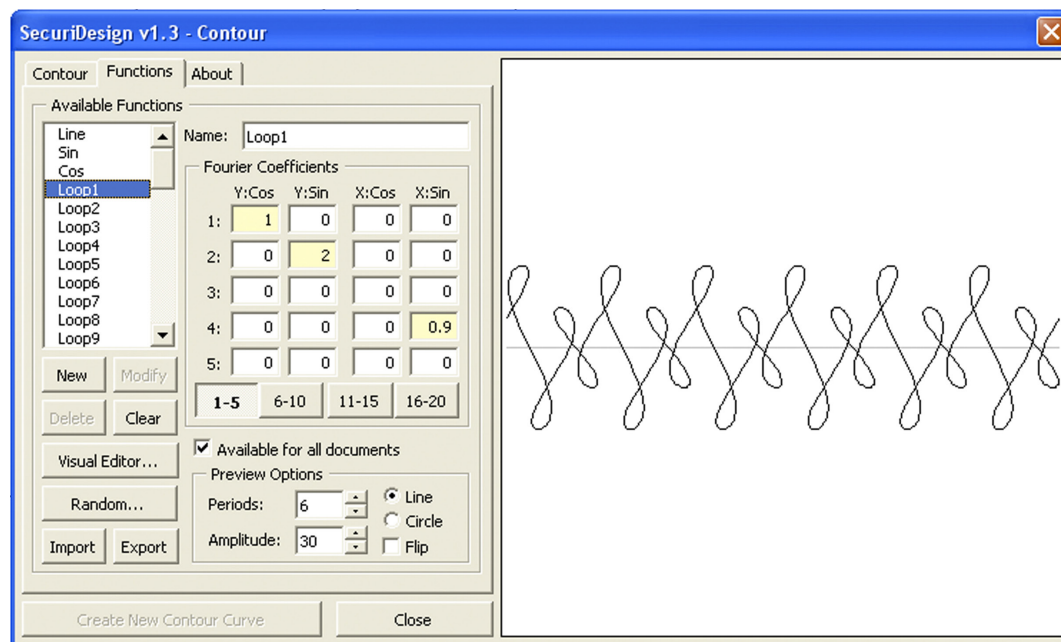 SecuriDesign v1.3 - Contour
Contour Functions About
Available Functions
Line
Sin
Cos
Loop1
Loop2
Loop3
Loop4
Loop5
Loop6
Loop7
Loop8
Loop9
Name: Loop1
Fourier Coefficients
Y:Cos Y:Sin X:Cos X:Sin
1: 1 0 0 0
2: 0 2 0 0
3: 0 0 0 0
4: 0 0 0 0.9
5: 0 0 0 0
1-5 6-10 11-15 16-20
New Modify
Delete Clear
Visual Editor...
Random...
Import Export
Available for all documents
Preview Options
Periods: 6 Line
Circle
Amplitude: 30 Flip
Create New Contour Curve Close